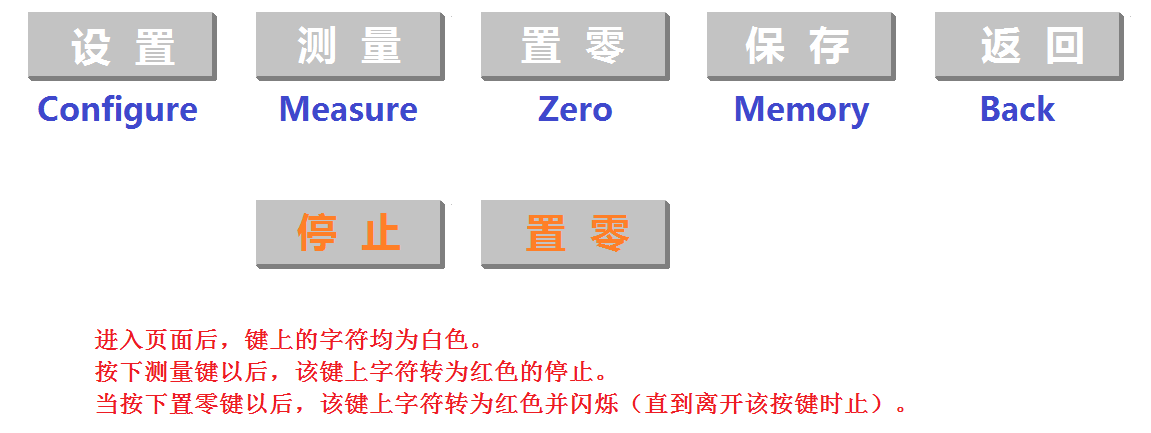 设 置 测 量 置 零 保 存 返 回
Configure Measure Zero Memory Back
停 止 置 零
进入页面后，键上的字符均为白色。
按下测量键以后，该键上字符转为红色的停止。
当按下置零键以后，该键上字符转为红色并闪烁（直到离开该按键时止）。